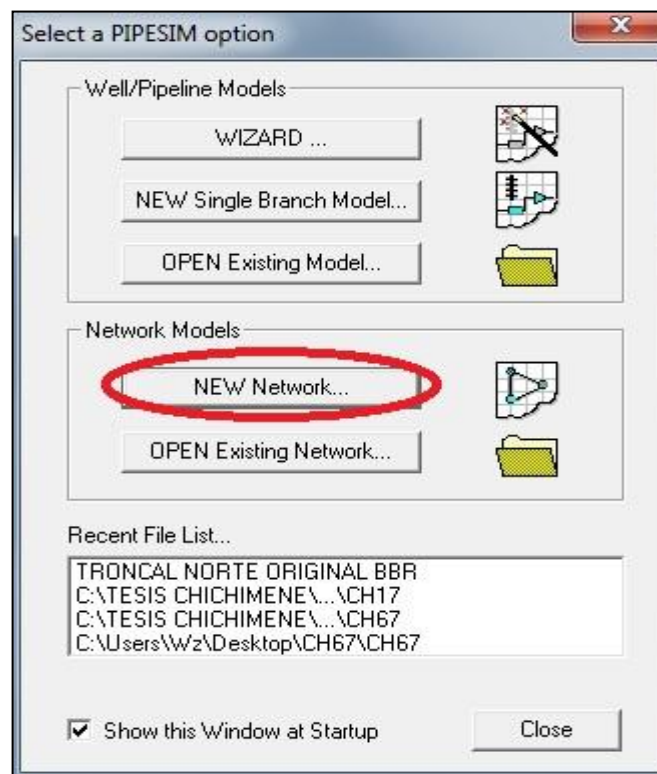 Select a PIPESIM option
Well/Pipeline Models
WIZARD ...
NEW Single Branch Model...
OPEN Existing Model...
Network Models
NEW Network...
OPEN Existing Network...
Recent File List...
TRONCAL NORTE ORIGINAL BBR
C:\TESIS CHICHIMENE\...\CH17
C:\TESIS CHICHIMENE\...\CH67
C:\Users\Wz\Desktop\CH67\CH67
Show this Window at Startup
Close